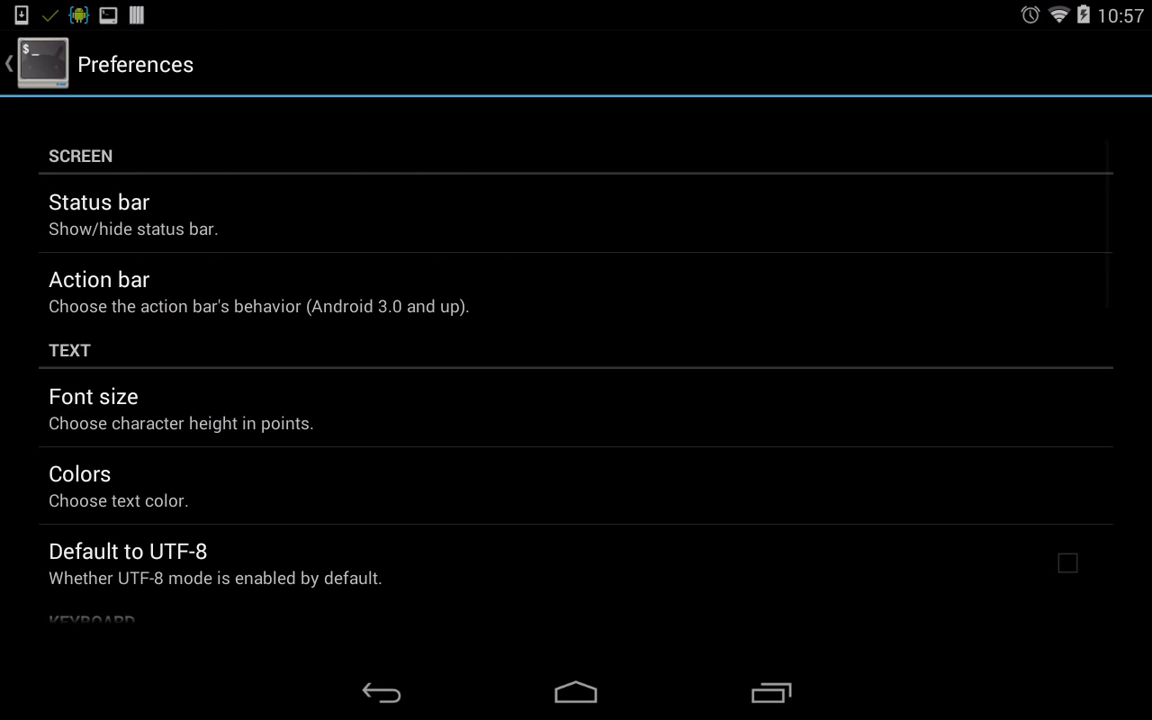 10:57
$_
Preferences
SCREEN
Status bar
Show/hide status bar.
Action bar
Choose the action bar's behavior (Android 3.0 and up).
TEXT
Font size
Choose character height in points.
Colors
Choose text color.
Default to UTF-8
Whether UTF-8 mode is enabled by default.
KEYBOARD